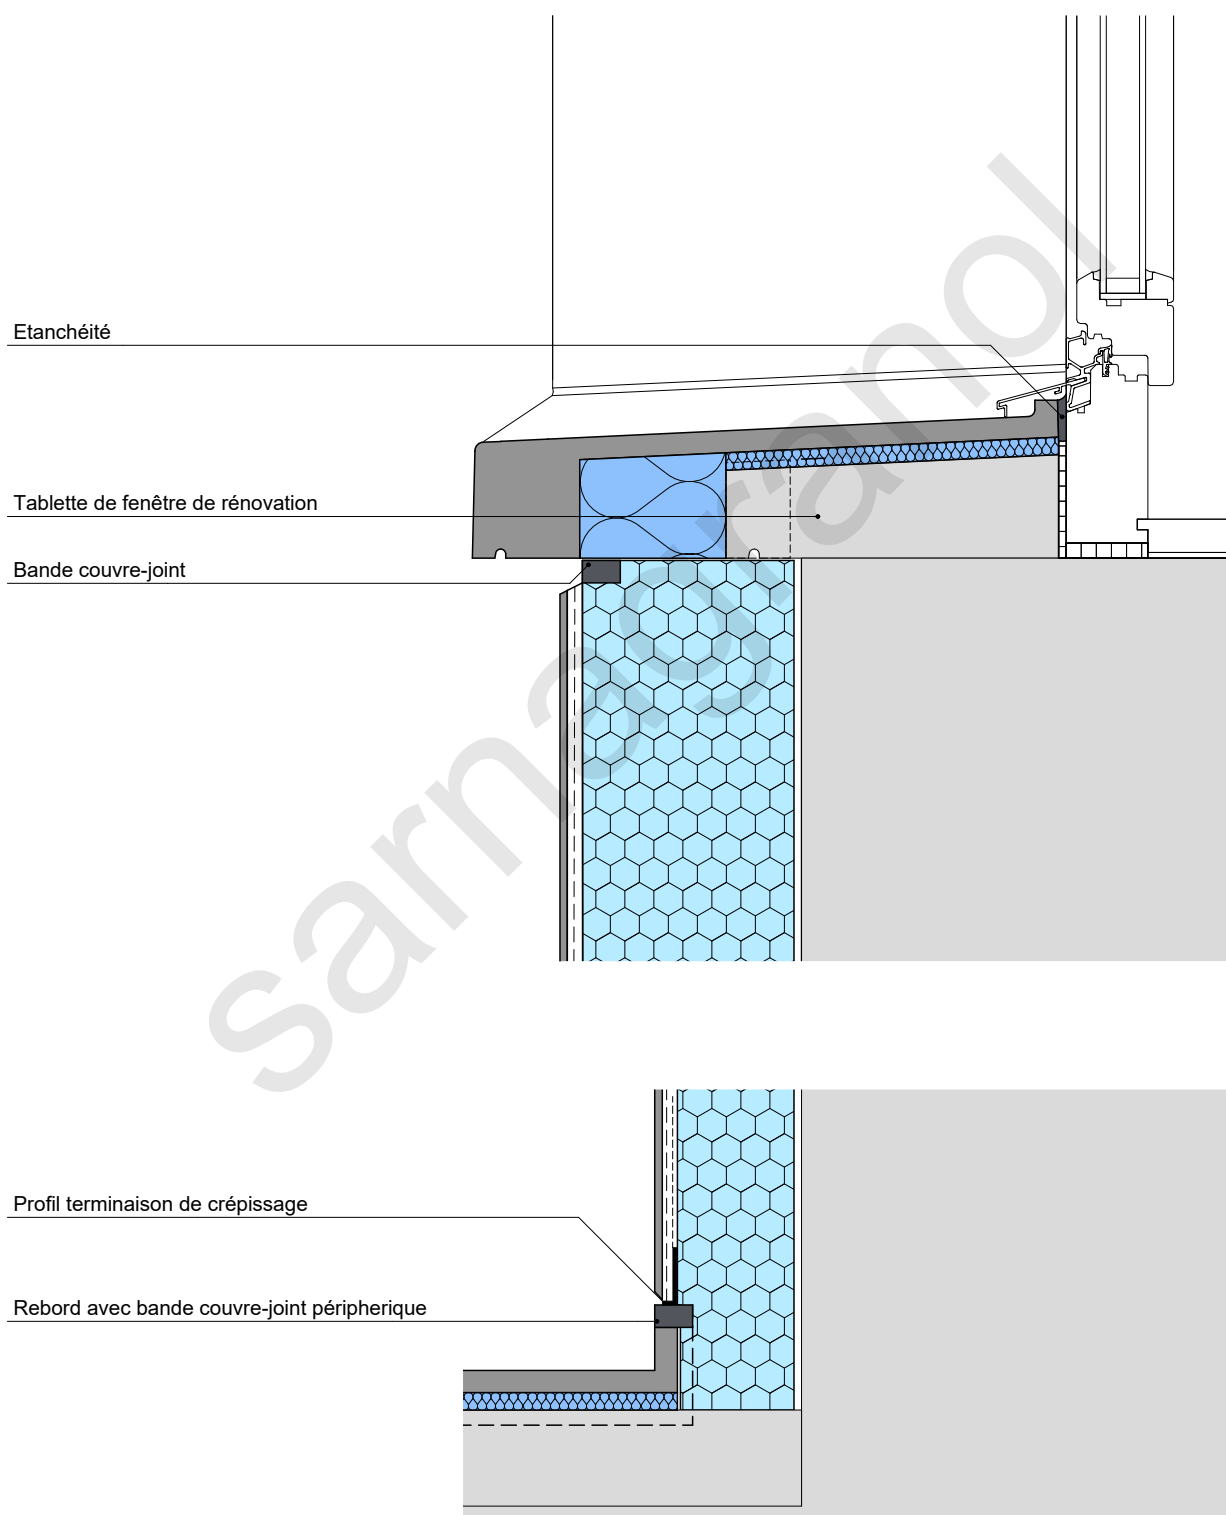 Etanchéité
Tablette de fenêtre de rénovation
Bande couvre-joint
sarnagranol
Profil terminaison de crépissage
Rebord avec bande couvre-joint péripherique